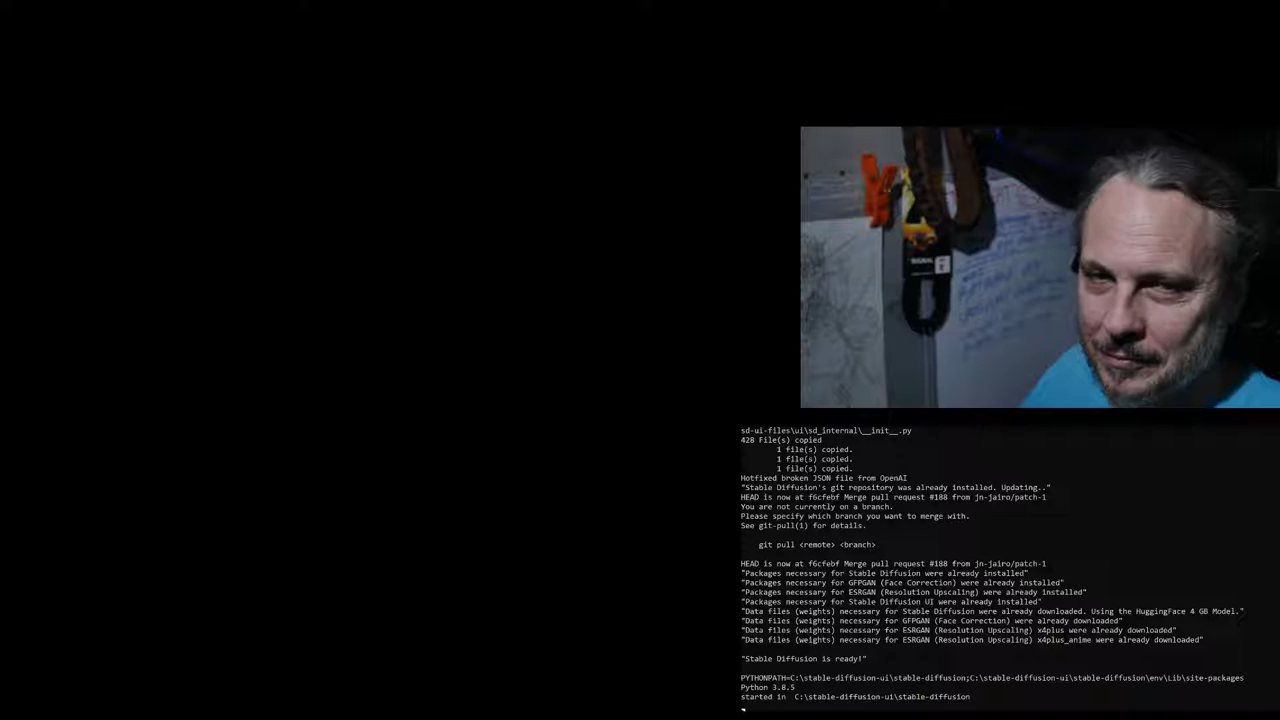 SIGNAL
sd-ui-files\ui\sd_internal\__init__.py
428 File(s) copied
1 file(s) copied.
1 file(s) copied.
1 file(s) copied.
Hotfixed broken JSON file from OpenAI
"Stable Diffusion's git repository was already installed. Updating.."
HEAD is now at f6cfebf Merge pull request #188 from jn-jairo/patch-1
You are not currently on a branch.
Please specify which branch you want to merge with.
See git-pull(1) for details.
git pull <remote> <branch>
HEAD is now at f6cfebf Merge pull request #188 from jn-jairo/patch-1
"Packages necessary for Stable Diffusion were already installed"
"Packages necessary for GFPGAN (Face Correction) were already installed"
"Packages necessary for ESRGAN (Resolution Upscaling) were already installed"
"Packages necessary for Stable Diffusion UI were already installed"
"Data files (weights) necessary for Stable Diffusion were already downloaded. Using the HuggingFace 4 GB Model."
"Data files (weights) necessary for GFPGAN (Face Correction) were already downloaded"
"Data files (weights) necessary for ESRGAN (Resolution Upscaling) x4plus were already downloaded"
"Data files (weights) necessary for ESRGAN (Resolution Upscaling) x4plus_anime were already downloaded"
"Stable Diffusion is ready!"
PYTHONPATH=C:\stable-diffusion-ui\stable-diffusion;C:\stable-diffusion-ui\stable-diffusion\env\Lib\site-packages
Python 3.8.5
started in  C:\stable-diffusion-ui\stable-diffusion